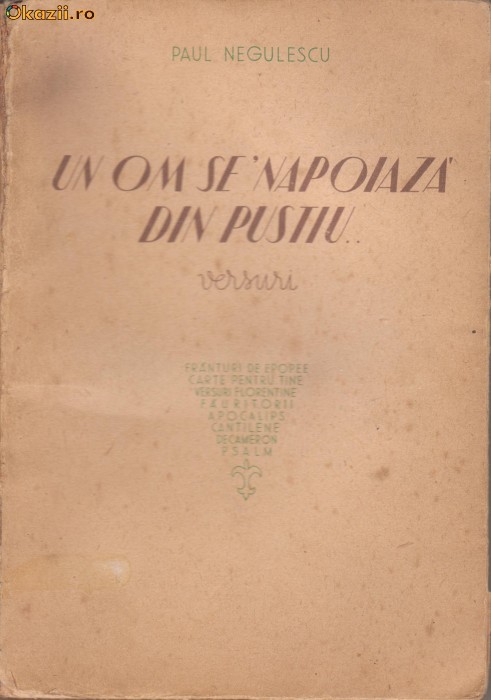 Okazii.ro
PAUL NEGULESCU
UN OM SE 'NAPOIAZĂ
DIN PUSTIU..
versuri
FRÂNTURI DE EPOPEE
CARTE PENTRU TINE
VERSURI FLORENTINE
FĂURITORII
APOCALIPS
CANTILENE
DECAMERON
PSALM